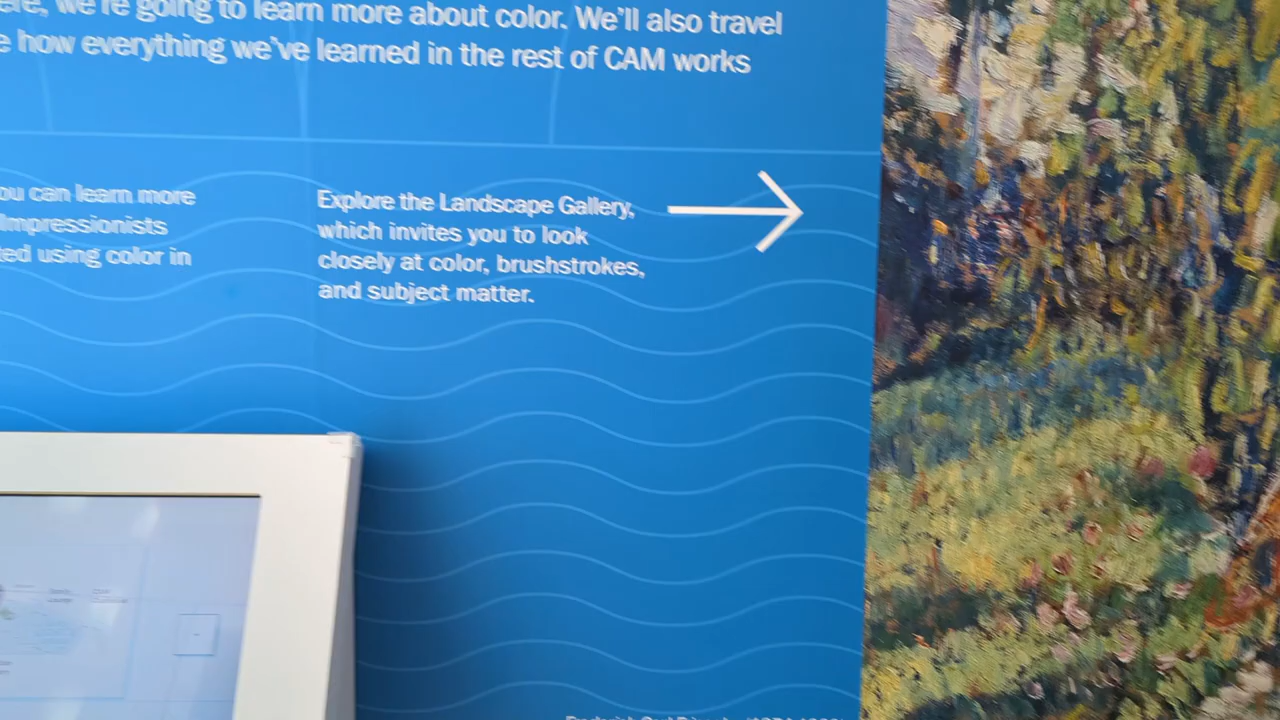 we're going to learn more about color. We'll also travel
how everything we've learned in the rest of CAM works
can learn more
Impressionists
using color in
Explore the Landscape Gallery,
which invites you to look
closely at color, brushstrokes,
and subject matter.